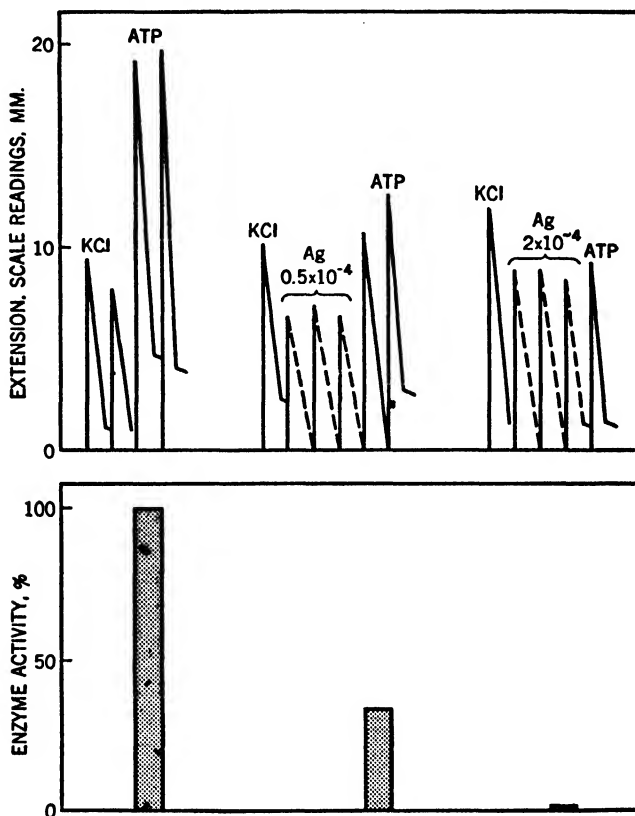 EXTENSION. SCALE READINGS, MM.
20
10
0
ATP
KCl
KCl
Ag
0.5x10⁻⁴
ATP
KCl
Ag
2x10⁻⁴
ATP
ENZYME ACTIVITY, %
100
50
0